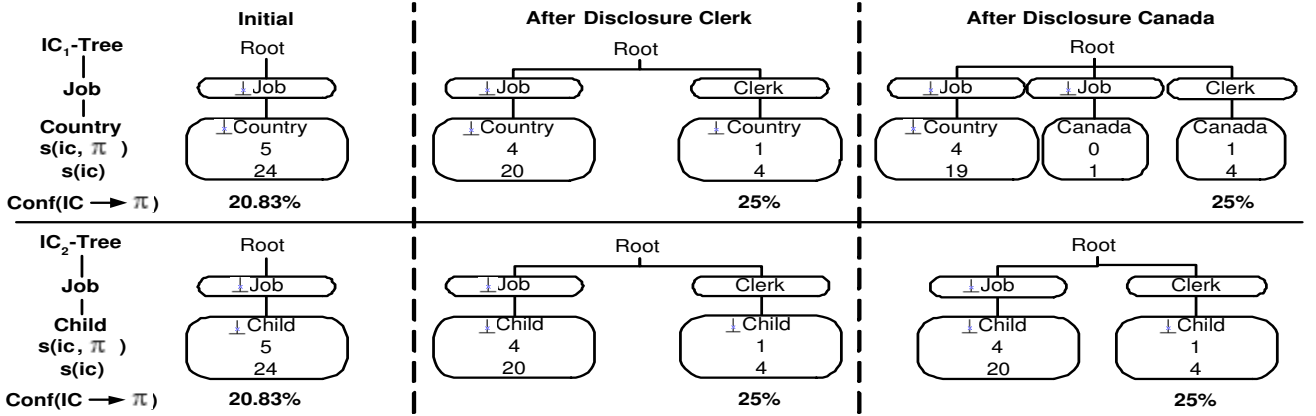 Initial After Disclosure Clerk After Disclosure Canada
IC₁-Tree Root Root Root
Job ⊥Job ⊥Job Clerk ⊥Job ⊥Job Clerk
Country ⊥Country ⊥Country ⊥Country ⊥Country Canada Canada
s(ic, π ) 5 4 1 4 0 1
s(ic) 24 20 4 19 1 4
Conf(IC → π) 20.83% 25% 25%
IC₂-Tree Root Root Root
Job ⊥Job ⊥Job Clerk ⊥Job Clerk
Child ⊥Child ⊥Child ⊥Child ⊥Child ⊥Child
s(ic, π ) 5 4 1 4 1
s(ic) 24 20 4 20 4
Conf(IC → π) 20.83% 25% 25%